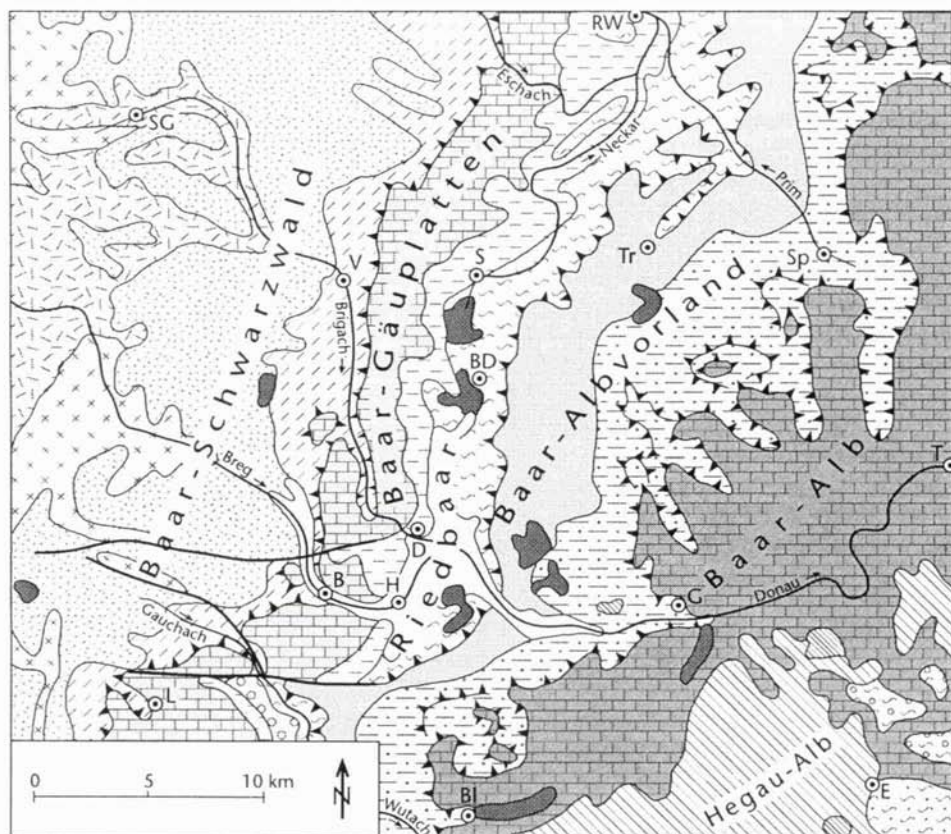 RW
Eschach
SG
Neckar
Prim
Baar-Schwarzwald
Baar-Gäuplatten
V
S
Tr
Sp
Brigach
BD
Baar-Albvorland
Riedbaar
Baar-Alb
T
Breg
D
B
H
G
Donau
Gauchach
L
Hegau-Alb
0 5 10 km
N
Wutach
Bl
E